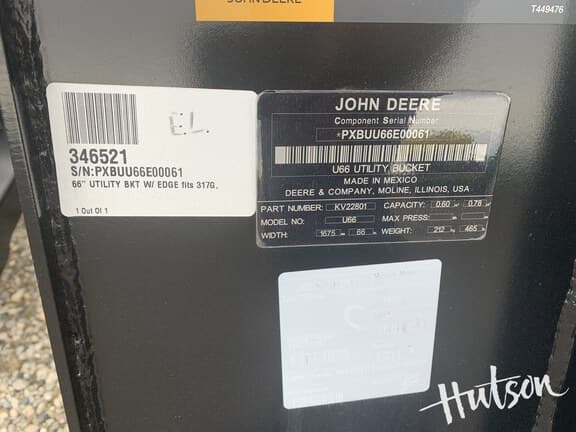 JOHN DEERE
T449476
346521
S/N:PXBUU66E00061
66" UTILITY BKT W/ EDGE fits 317G,
1 Out Of 1
JOHN DEERE
Component Serial Number
*PXBUU66E00061
U66 UTILITY BUCKET
MADE IN MEXICO
DEERE & COMPANY, MOLINE, ILLINOIS, USA
PART NUMBER: KV22801 CAPACITY: 0.60 0.78
MODEL NO: U66 MAX PRESS:
WIDTH: 1675 66 WEIGHT: 212 465
Hutson